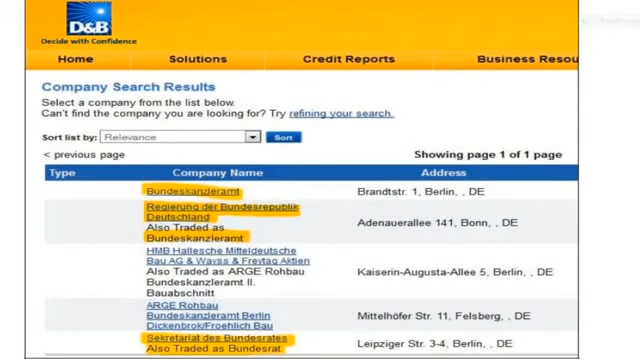 D&B
Decide with Confidence
Home Solutions Credit Reports Business Resou
Company Search Results
Select a company from the list below.
Can't find the company you are looking for? Try refining your search.
Sort list by: Relevance Sort
< previous page Showing page 1 of 1 page
Type Company Name Address
Bundeskanzleramt Brandtstr. 1, Berlin, , DE
Regierung der Bundesrepublik
Deutschland
Also Traded as
Bundeskanzleramt
Adenauerallee 141, Bonn, , DE
HMB Hallesche Mitteldeutsche
Bau AG & Wayss & Freytag Aktien
Also Traded as ARGE Rohbau
Bundeskanzleramt II.
Bauabschnitt
Kaiserin-Augusta-Allee 5, Berlin, , DE
ARGE Rohbau
Bundeskanzleramt Berlin
Dickenbrok/Froehlich Bau
Mittelhöfer Str. 11, Felsberg, , DE
Sekretariat des Bundesrates
Also Traded as Bundesrat
Leipziger Str. 3-4, Berlin, , DE